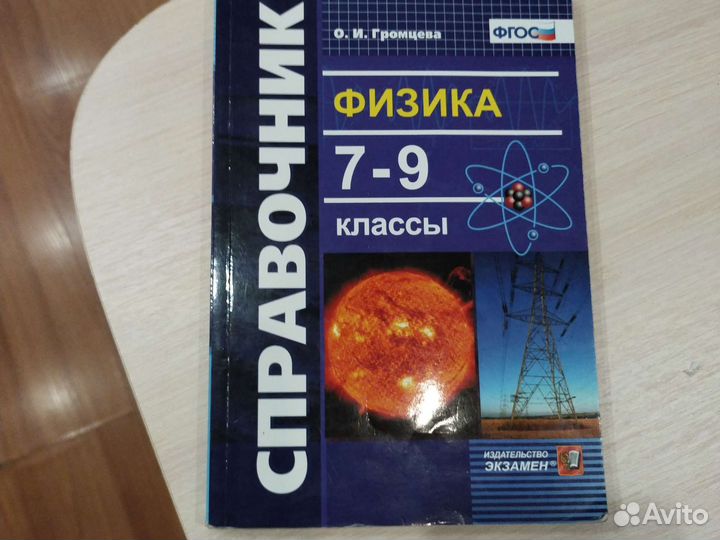 СПРАВОЧНИК
О. И. Громцева
ФГОС
ФИЗИКА
7-9
классы
ИЗДАТЕЛЬСТВО
ЭКЗАМЕН®
Avito